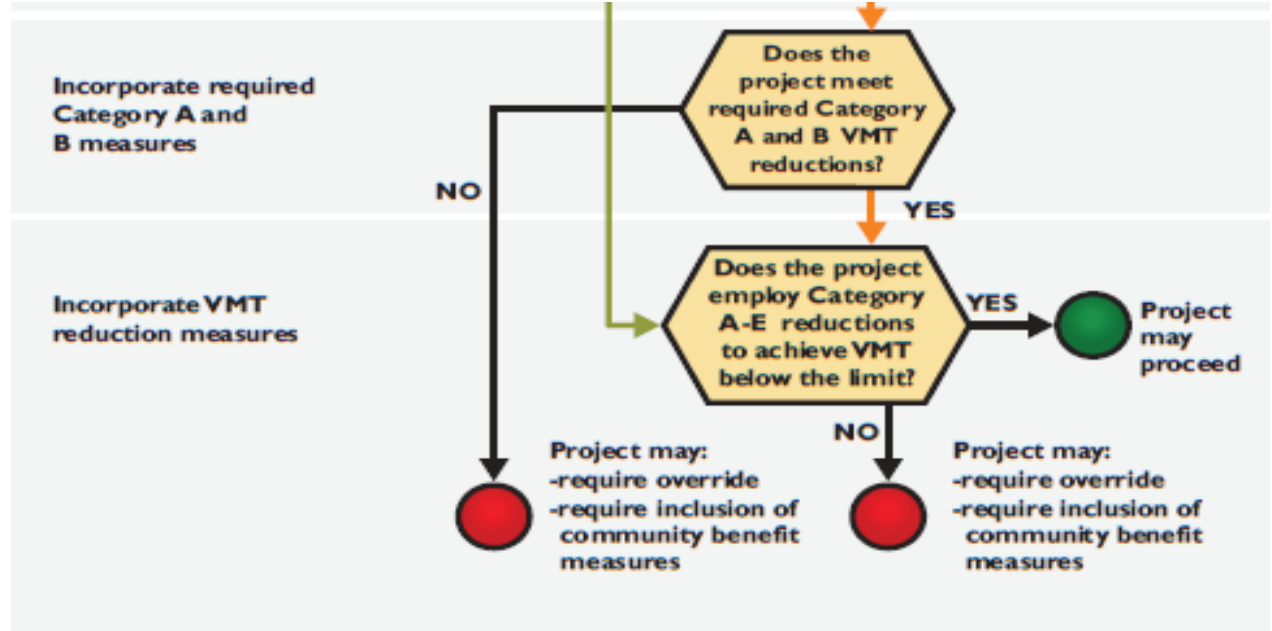 Incorporate required
Category A and
B measures
Does the
project meet
required Category
A and B VMT
reductions?
NO
YES
Incorporate VMT
reduction measures
Does the project
employ Category
A-E reductions
to achieve VMT
below the limit?
YES
Project
may
proceed
NO
Project may:
-require override
-require inclusion of
community benefit
measures
Project may:
-require override
-require inclusion of
community benefit
measures